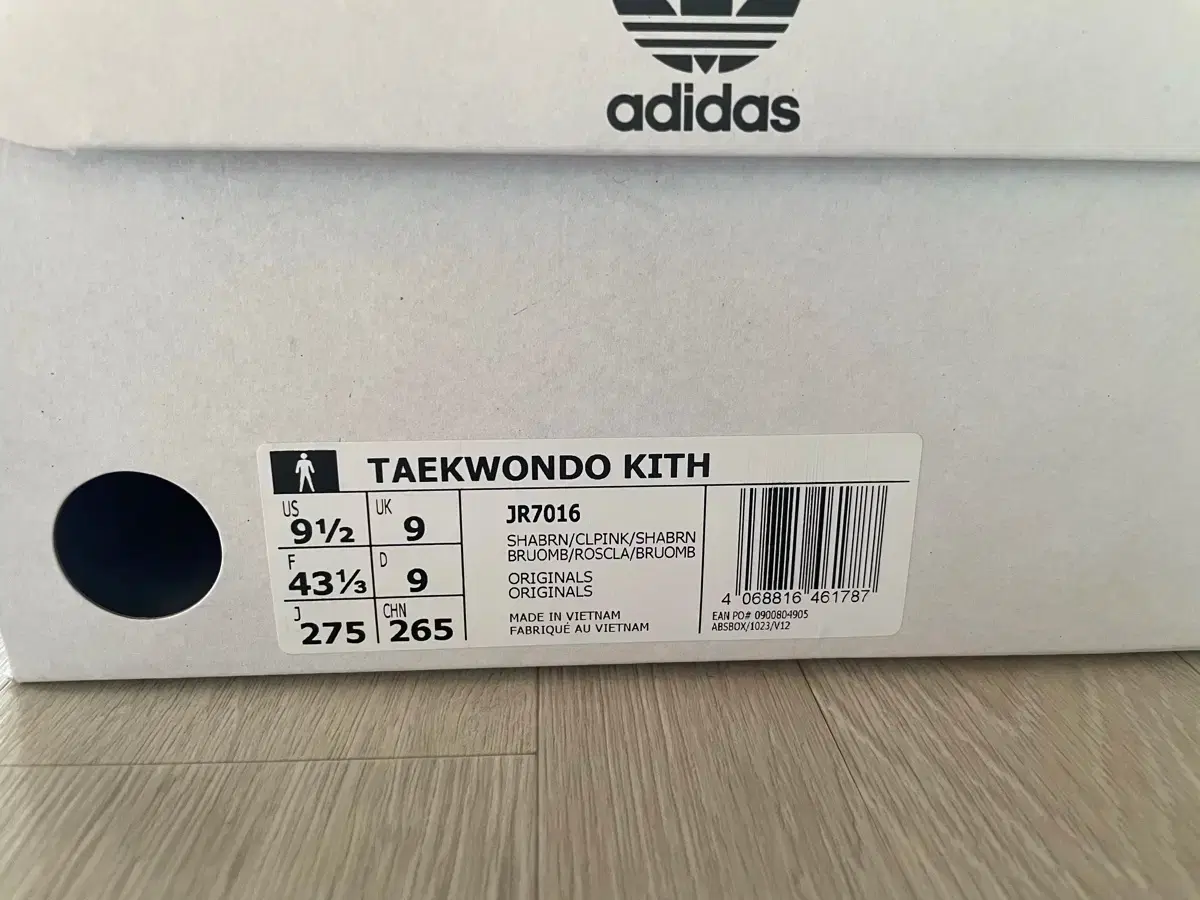 adidas
TAEKWONDO KITH
US
9½
UK
9
F
43⅓
D
9
J
275
CHN
265
JR7016
SHABRN/CLPINK/SHABRN
BRUOMB/ROSCLA/BRUOMB
ORIGINALS
ORIGINALS
MADE IN VIETNAM
FABRIQUÉ AU VIETNAM
4 068816 461787
EAN PO# 0900804905
ABSBOX/1023/V12